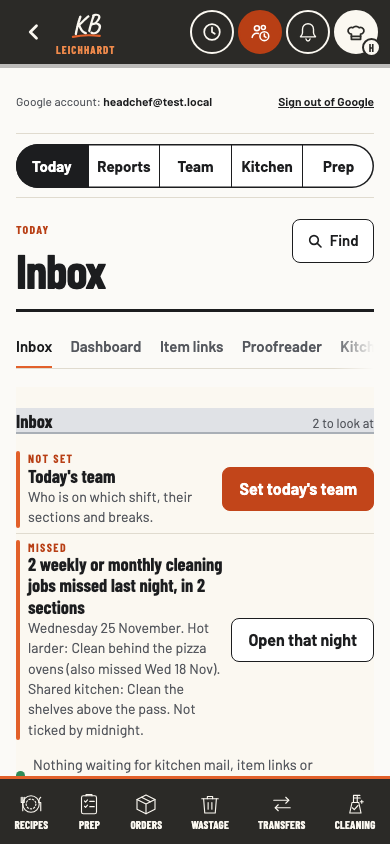 KB
LEICHHARDT
H
Google account: headchef@test.local
Sign out of Google
Today
Reports
Team
Kitchen
Prep
TODAY
Find
Inbox
Inbox
Dashboard
Item links
Proofreader
Kitch
Inbox
2 to look at
NOT SET
Today's team
Who is on which shift, their
sections and breaks.
Set today's team
MISSED
2 weekly or monthly cleaning
jobs missed last night, in 2
sections
Wednesday 25 November. Hot
larder: Clean behind the pizza
ovens (also missed Wed 18 Nov).
Shared kitchen: Clean the
shelves above the pass. Not
ticked by midnight.
Open that night
Nothing waiting for kitchen mail, item links or
RECIPES
PREP
ORDERS
WASTAGE
TRANSFERS
CLEANING